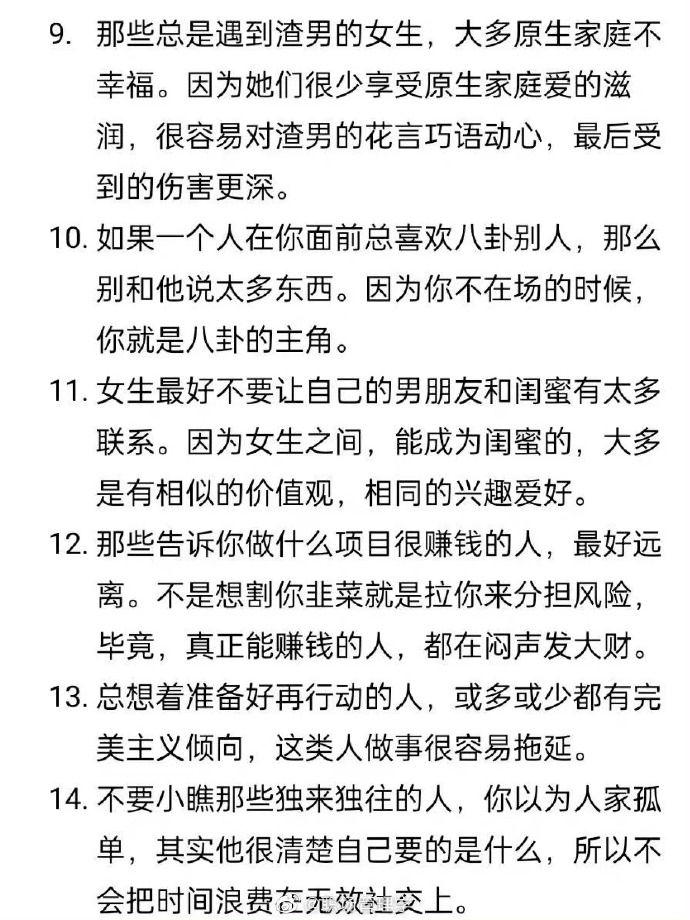 9. 那些总是遇到渣男的女生，大多原生家庭不
幸福。因为她们很少享受原生家庭爱的滋
润，很容易对渣男的花言巧语动心，最后受
到的伤害更深。
10. 如果一个人在你面前总喜欢八卦别人，那么
别和他说太多东西。因为你不在场的时候，
你就是八卦的主角。
11. 女生最好不要让自己的男朋友和闺蜜有太多
联系。因为女生之间，能成为闺蜜的，大多
是有相似的价值观，相同的兴趣爱好。
12. 那些告诉你做什么项目很赚钱的人，最好远
离。不是想割你韭菜就是拉你来分担风险，
毕竟，真正能赚钱的人，都在闷声发大财。
13. 总想着准备好再行动的人，或多或少都有完
美主义倾向，这类人做事很容易拖延。
14. 不要小瞧那些独来独往的人，你以为人家孤
单，其实他很清楚自己要的是什么，所以不
会把时间浪费在无效社交上。